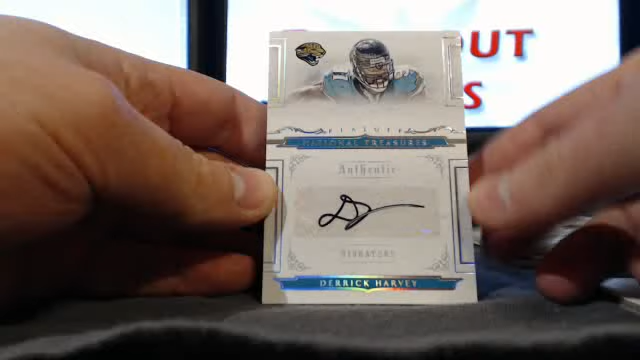 OUT
S
NATIONAL TREASURES
Authentic
SIGNATURE
DERRICK HARVEY